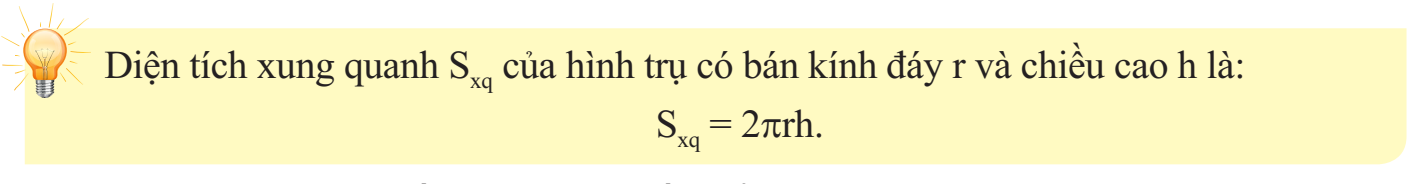 Diện tích xung quanh S_xq của hình trụ có bán kính đáy r và chiều cao h là:
S_xq = 2πrh.